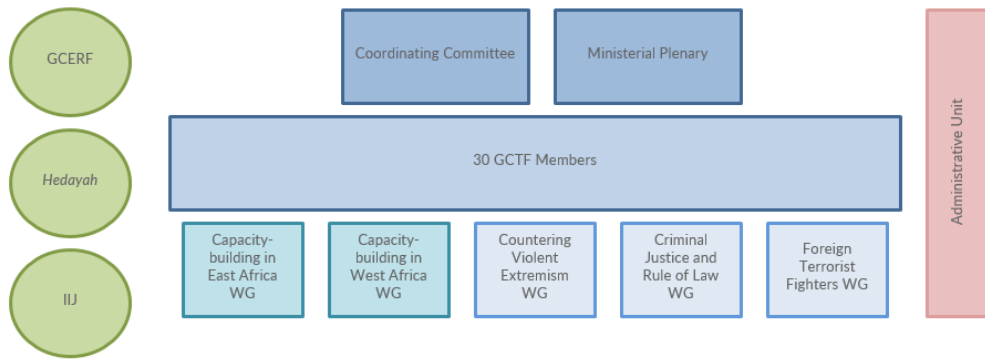 GCERF
Coordinating Committee
Ministerial Plenary
Administrative Unit
30 GCTF Members
Hedayah
Capacity-
building in
East Africa
WG
Capacity-
building in
West Africa
WG
Countering
Violent
Extremism
WG
Criminal
Justice and
Rule of Law
WG
Foreign
Terrorist
Fighters WG
IIJ